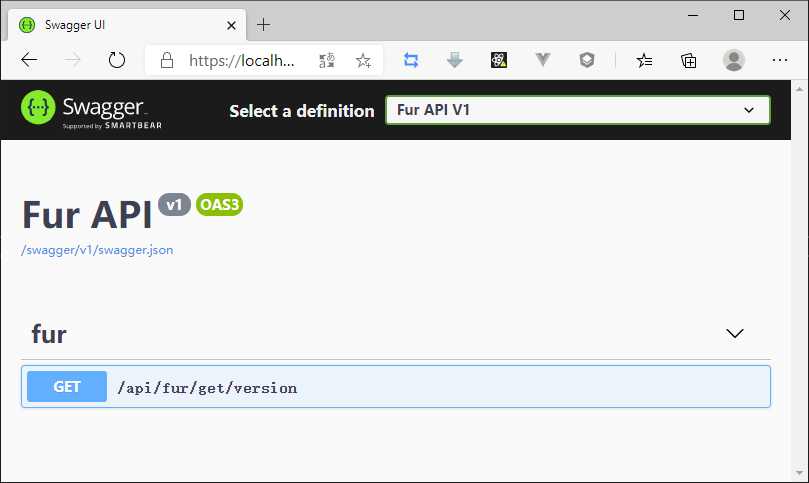 Swagger UI
https://localh...
Swagger
Supported by SMARTBEAR
Select a definition
Fur API V1
Fur API v1 OAS3
/swagger/v1/swagger.json
fur
GET /api/fur/get/version